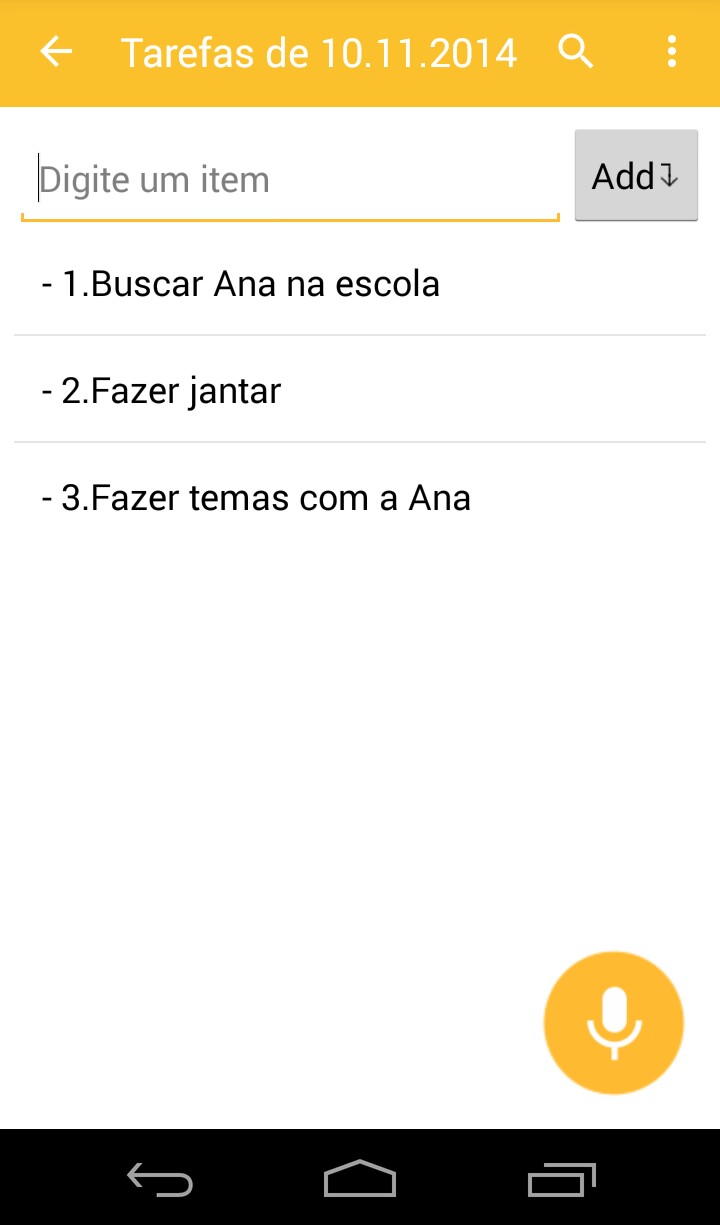 Tarefas de 10.11.2014
Digite um item
Add↴
- 1.Buscar Ana na escola
- 2.Fazer jantar
- 3.Fazer temas com a Ana